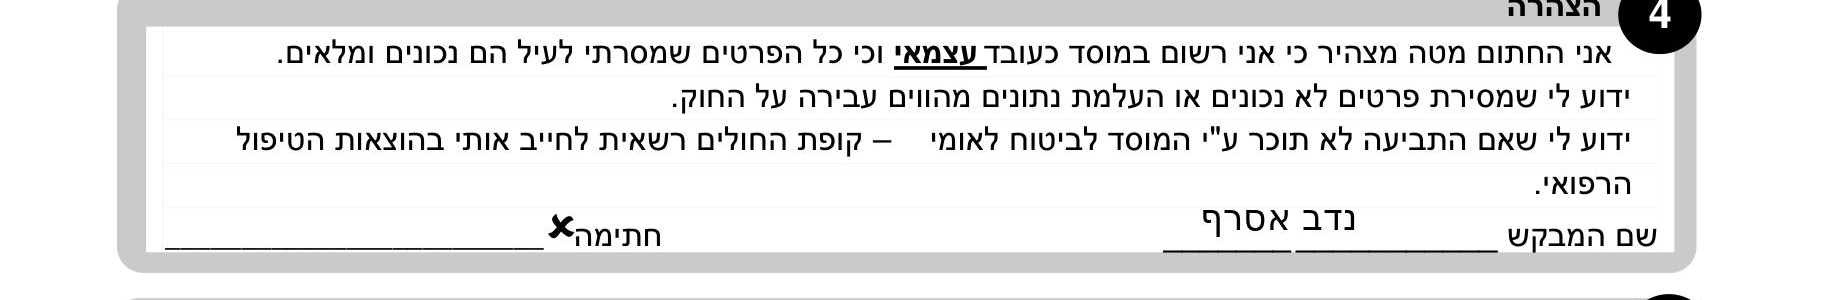 4 הצהרה
אני החתום מטה מצהיר כי אני רשום במוסד כעובד עצמאי וכי כל הפרטים שמסרתי לעיל הם נכונים ומלאים.
ידוע לי שמסירת פרטים לא נכונים או העלמת נתונים מהווים עבירה על החוק.
ידוע לי שאם התביעה לא תוכר ע"י המוסד לביטוח לאומי – קופת החולים רשאית לחייב אותי בהוצאות הטיפול
הרפואי.
שם המבקש נדב אסרף חתימה ✘